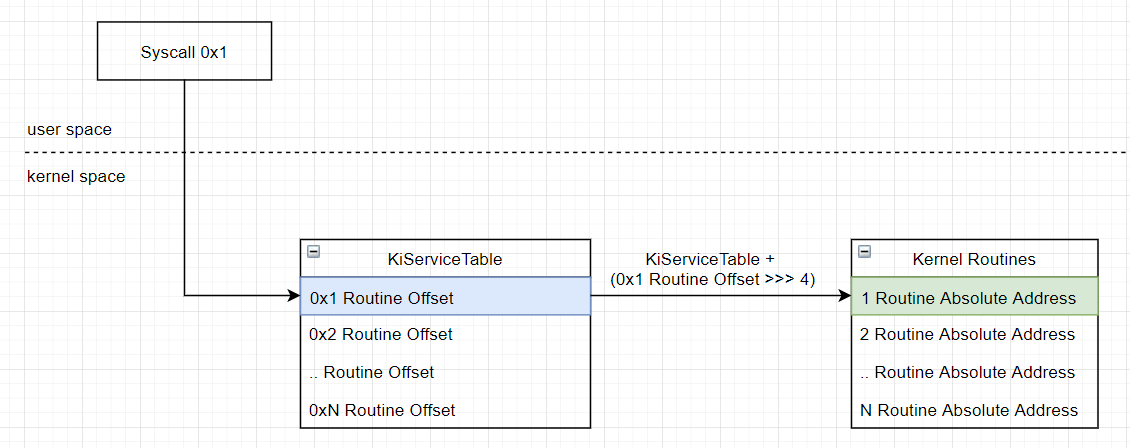 Syscall 0x1
user space
kernel space
KiServiceTable
0x1 Routine Offset
0x2 Routine Offset
.. Routine Offset
0xN Routine Offset
KiServiceTable +
(0x1 Routine Offset >>> 4)
Kernel Routines
1 Routine Absolute Address
2 Routine Absolute Address
.. Routine Absolute Address
N Routine Absolute Address